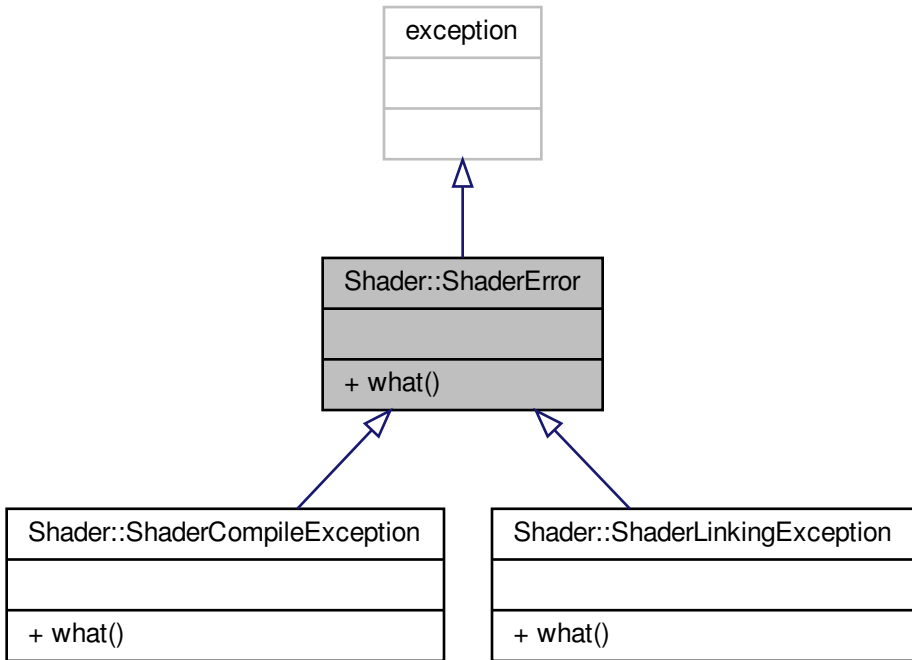 exception
Shader::ShaderError
+ what()
Shader::ShaderCompileException
+ what()
Shader::ShaderLinkingException
+ what()